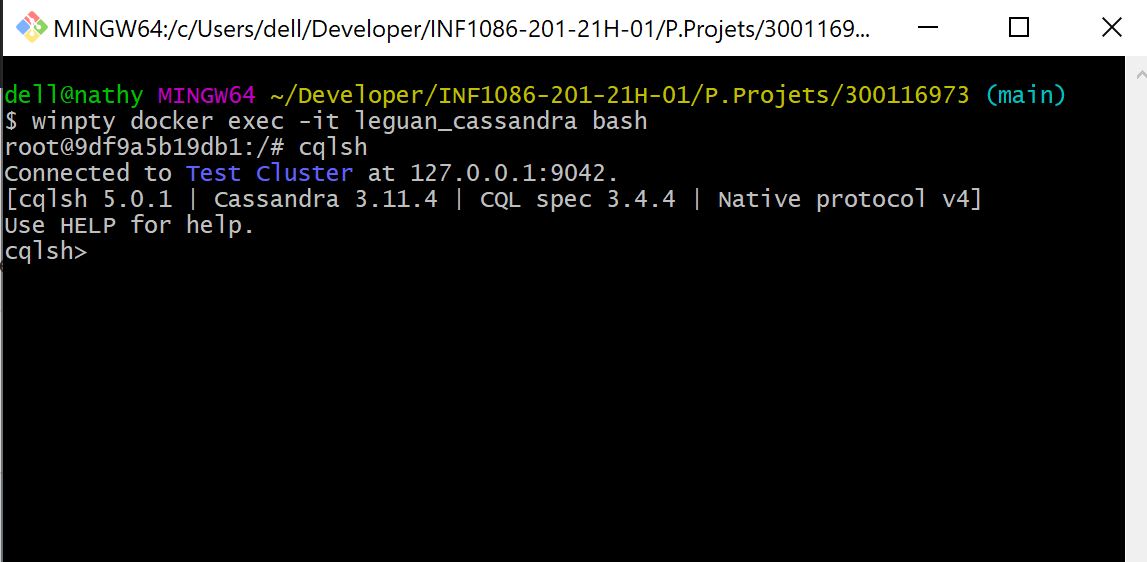 MINGW64:/c/Users/dell/Developer/INF1086-201-21H-01/P.Projets/3001169...
dell@nathy MINGW64 ~/Developer/INF1086-201-21H-01/P.Projets/300116973 (main)
$ winpty docker exec -it leguan_cassandra bash
root@9df9a5b19db1:/# cqlsh
Connected to Test Cluster at 127.0.0.1:9042.
[cqlsh 5.0.1 | Cassandra 3.11.4 | CQL spec 3.4.4 | Native protocol v4]
Use HELP for help.
cqlsh>